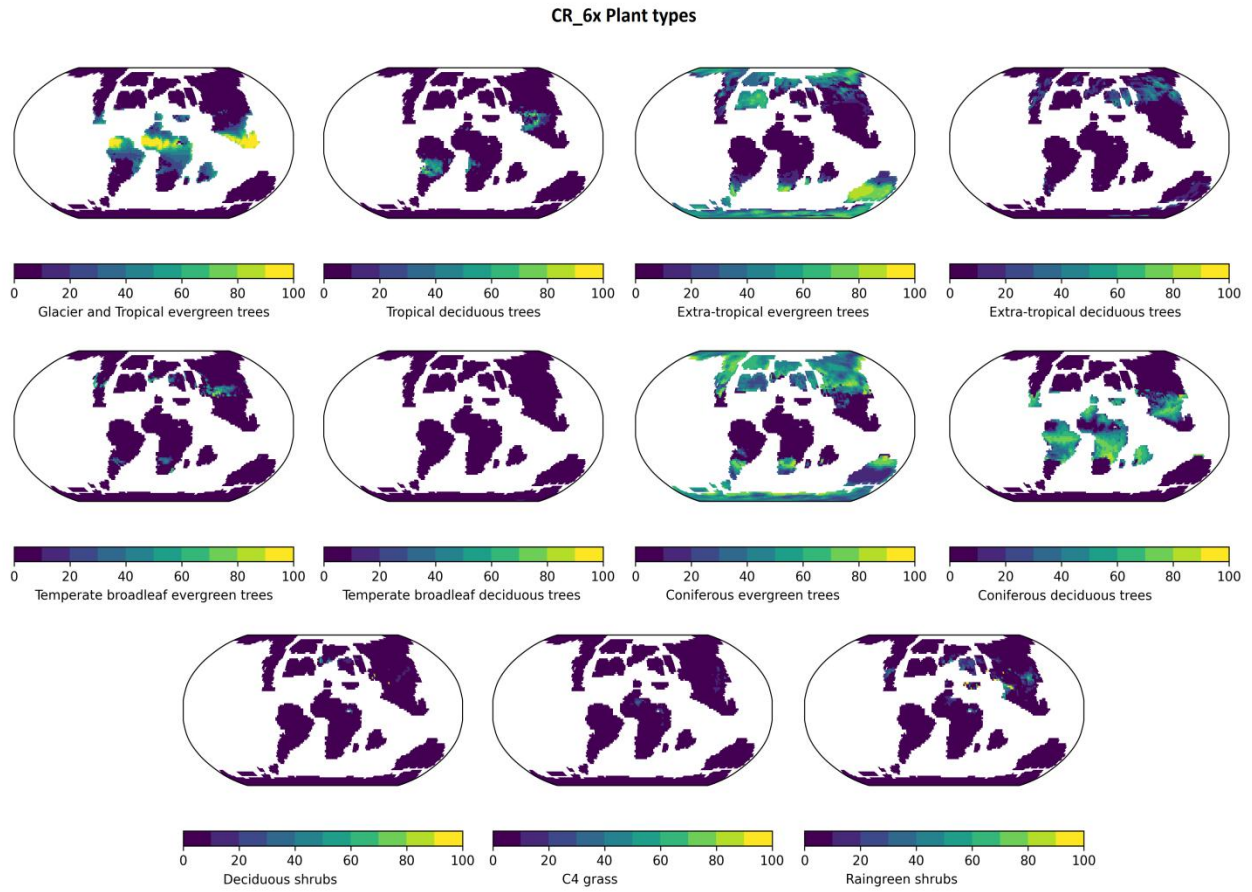 CR_6x Plant types
0 20 40 60 80 100 0 20 40 60 80 100 0 20 40 60 80 100 0 20 40 60 80 100
Glacier and Tropical evergreen trees Tropical deciduous trees Extra-tropical evergreen trees Extra-tropical deciduous trees
0 20 40 60 80 100 0 20 40 60 80 100 0 20 40 60 80 100 0 20 40 60 80 100
Temperate broadleaf evergreen trees Temperate broadleaf deciduous trees Coniferous evergreen trees Coniferous deciduous trees
0 20 40 60 80 100 0 20 40 60 80 100 0 20 40 60 80 100
Deciduous shrubs C4 grass Raingreen shrubs